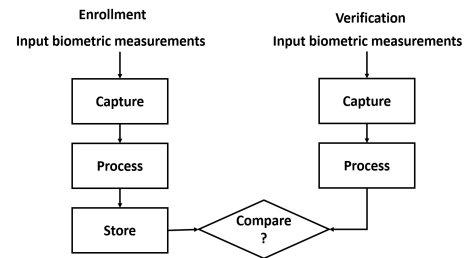 Enrollment
Input biometric measurements
Capture
Process
Store
Verification
Input biometric measurements
Capture
Process
Compare
?